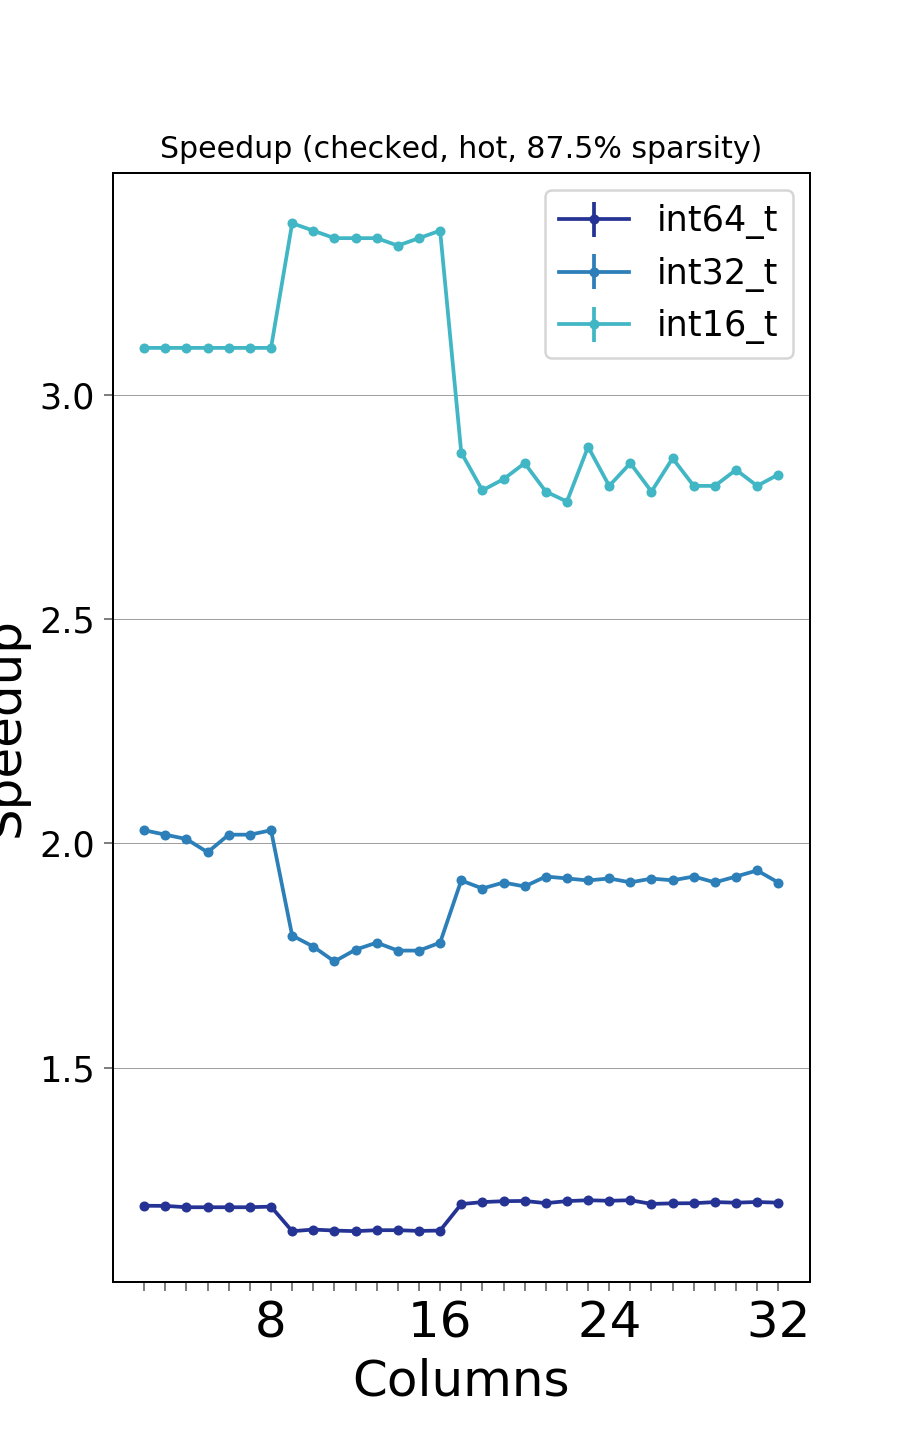 Speedup (checked, hot, 87.5% sparsity)
int64_t
int32_t
int16_t
3.0
2.5
2.0
1.5
Speedup
8 16 24 32
Columns